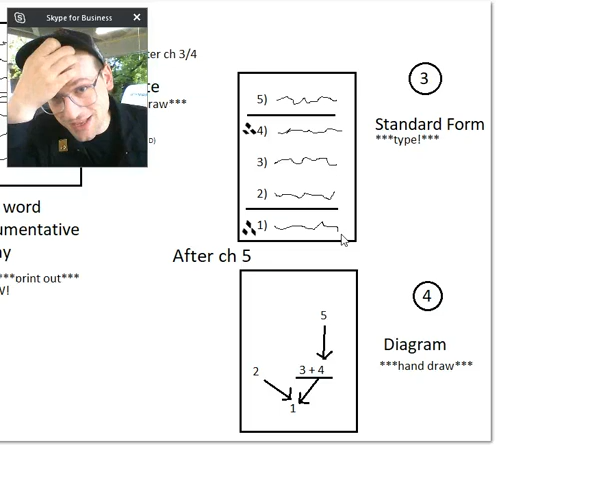 Skype for Business
ter ch 3/4
te
raw***
D)
word
umentative
ay
***orint out***
W!
After ch 5
5)
∴4)
3)
2)
∴1)
3
Standard Form
***type!***
5
2
3 + 4
1
4
Diagram
***hand draw***